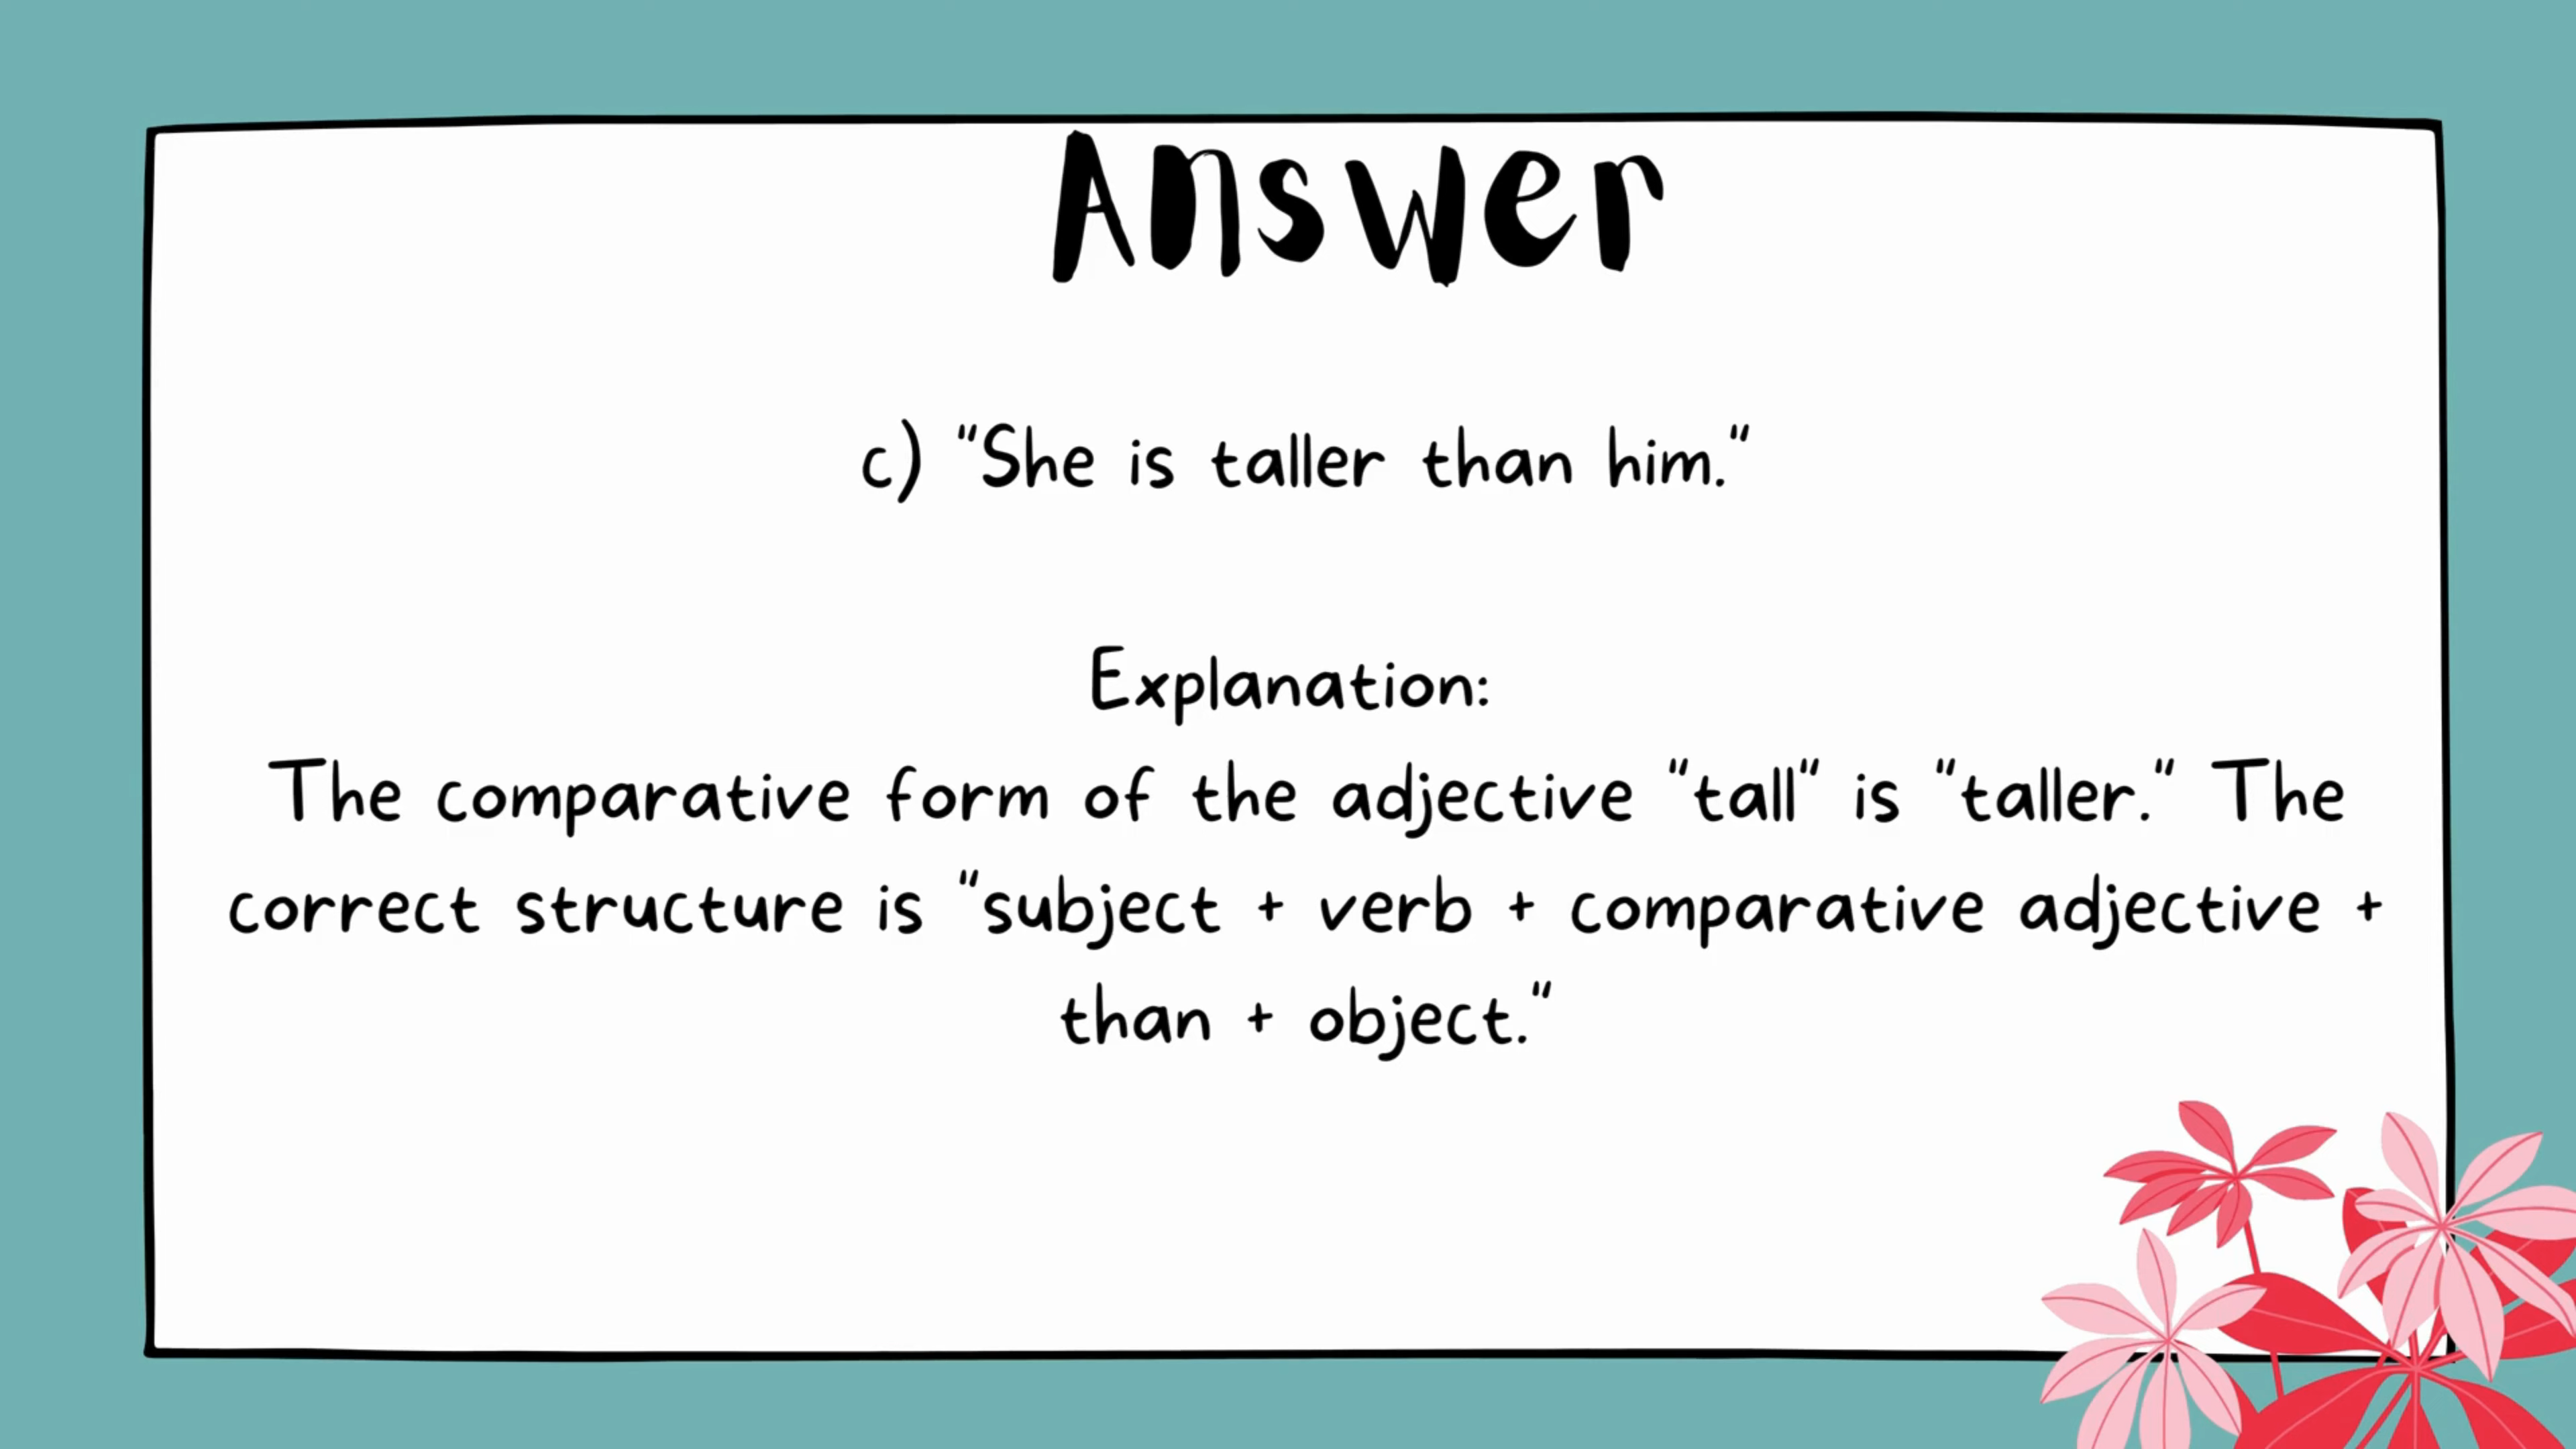 Answer
c) "She is taller than him."
Explanation:
The comparative form of the adjective "tall" is "taller." The
correct structure is "subject + verb + comparative adjective +
than + object."